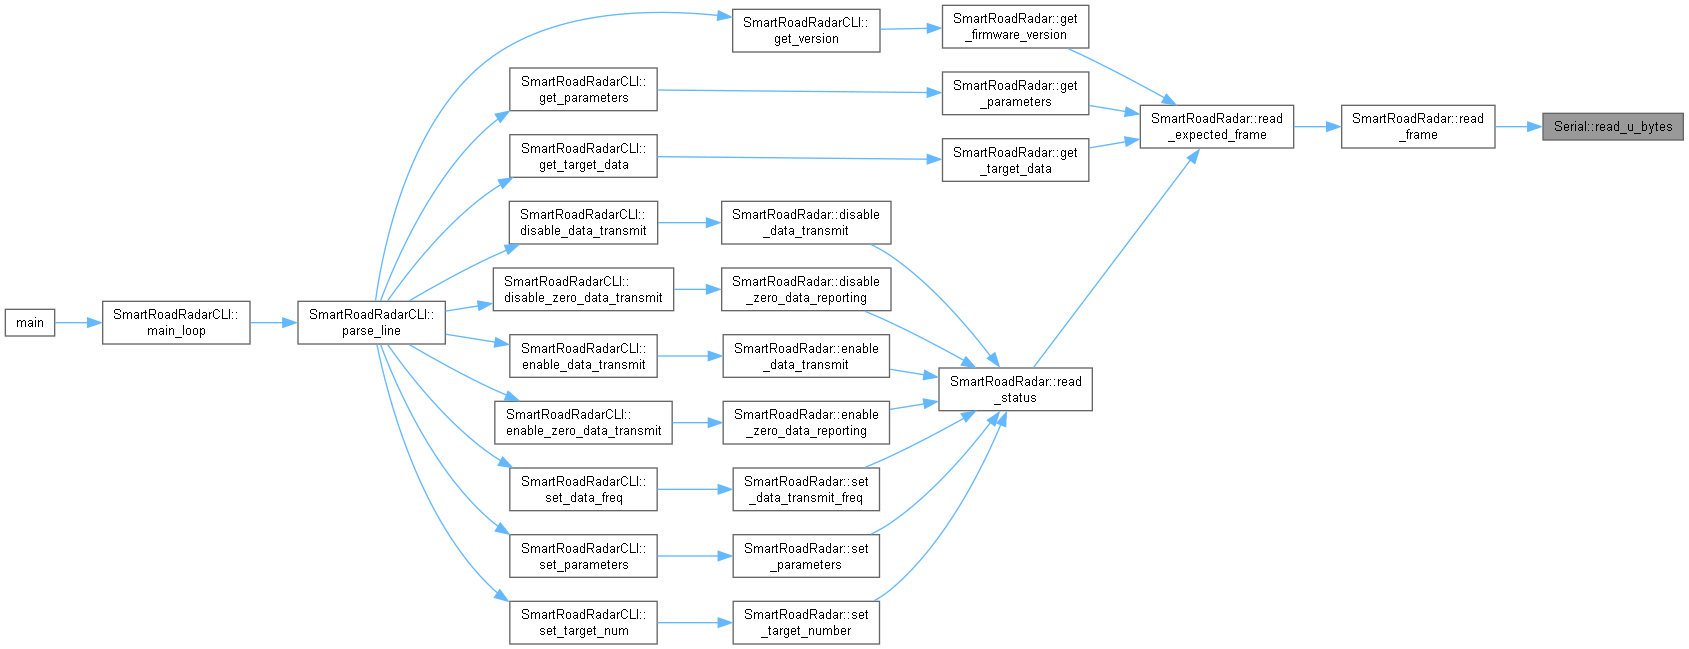 main
SmartRoadRadarCLI::
main_loop
SmartRoadRadarCLI::
parse_line
SmartRoadRadarCLI::
get_version
SmartRoadRadarCLI::
get_parameters
SmartRoadRadarCLI::
get_target_data
SmartRoadRadarCLI::
disable_data_transmit
SmartRoadRadarCLI::
disable_zero_data_transmit
SmartRoadRadarCLI::
enable_data_transmit
SmartRoadRadarCLI::
enable_zero_data_transmit
SmartRoadRadarCLI::
set_data_freq
SmartRoadRadarCLI::
set_parameters
SmartRoadRadarCLI::
set_target_num
SmartRoadRadar::disable
_data_transmit
SmartRoadRadar::disable
_zero_data_reporting
SmartRoadRadar::enable
_data_transmit
SmartRoadRadar::enable
_zero_data_reporting
SmartRoadRadar::set
_data_transmit_freq
SmartRoadRadar::set
_parameters
SmartRoadRadar::set
_target_number
SmartRoadRadar::get
_firmware_version
SmartRoadRadar::get
_parameters
SmartRoadRadar::get
_target_data
SmartRoadRadar::read
_status
SmartRoadRadar::read
_expected_frame
SmartRoadRadar::read
_frame
Serial::read_u_bytes